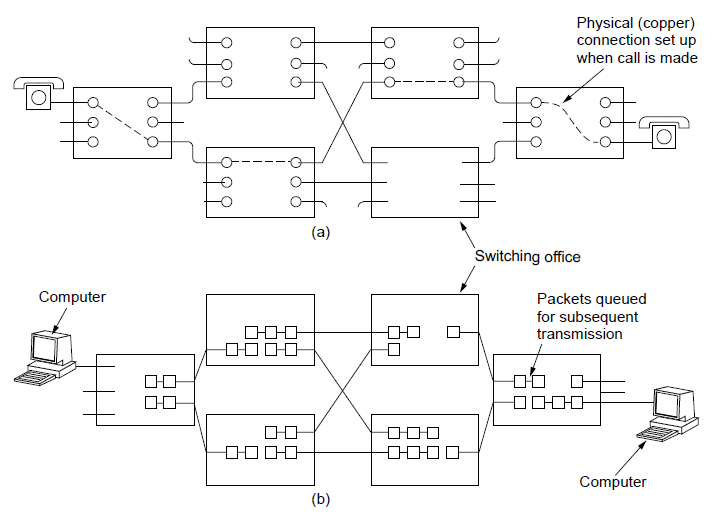 Physical (copper)
connection set up
when call is made
(a)
Switching office
Computer
Packets queued
for subsequent
transmission
Computer
(b)